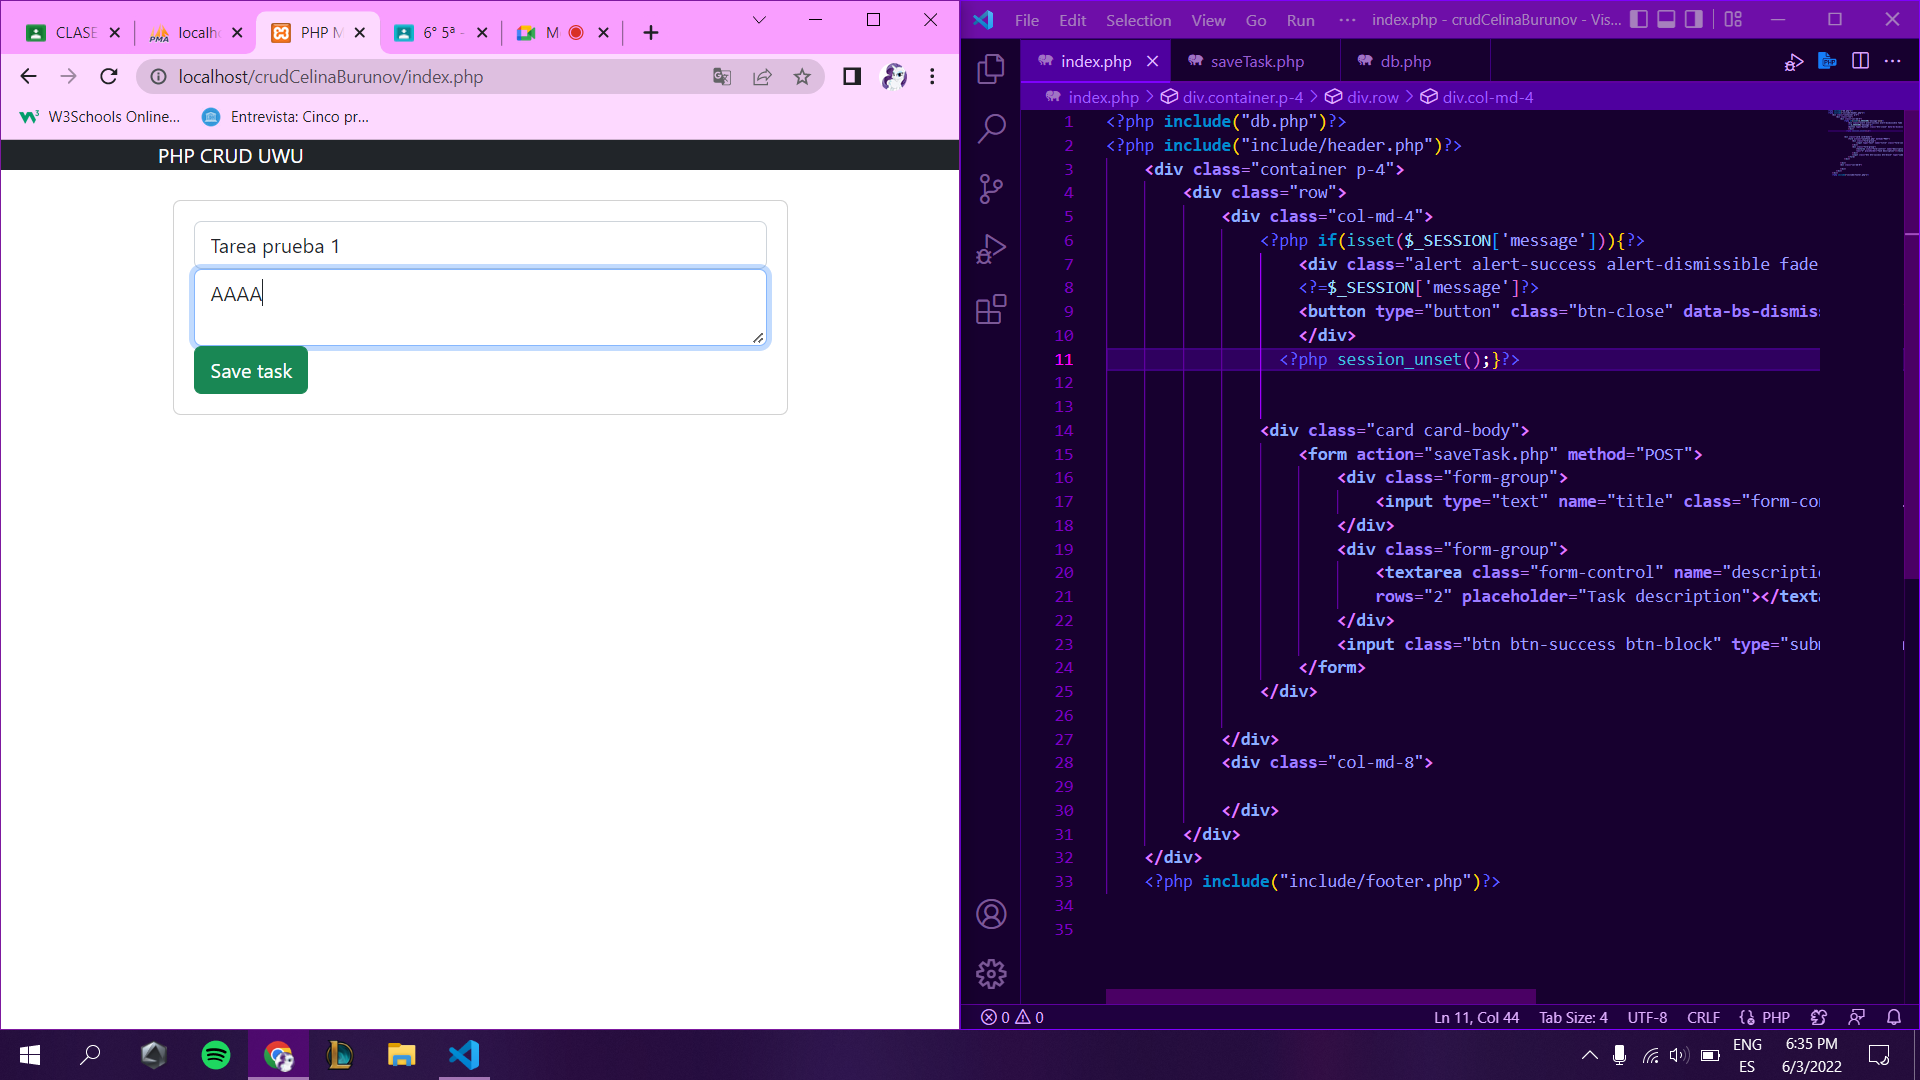 CLASE
localh
PHP M
6° 5ª -
M
localhost/crudCelinaBurunov/index.php
W3Schools Online...
Entrevista: Cinco pr...
PHP CRUD UWU
Tarea prueba 1
AAAA
Save task
File Edit Selection View Go Run ··· index.php - crudCelinaBurunov - Vis...
index.php
saveTask.php
db.php
index.php > div.container.p-4 > div.row > div.col-md-4
1 <?php include("db.php")?>
2 <?php include("include/header.php")?>
3 <div class="container p-4">
4 <div class="row">
5 <div class="col-md-4">
6 <?php if(isset($_SESSION['message'])){?>
7 <div class="alert alert-success alert-dismissible fade
8 <?=$_SESSION['message']?>
9 <button type="button" class="btn-close" data-bs-dismis
10 </div>
11 <?php session_unset();}?>
12
13
14 <div class="card card-body">
15 <form action="saveTask.php" method="POST">
16 <div class="form-group">
17 <input type="text" name="title" class="form-co
18 </div>
19 <div class="form-group">
20 <textarea class="form-control" name="descripti
21 rows="2" placeholder="Task description"></texta
22 </div>
23 <input class="btn btn-success btn-block" type="subm
24 </form>
25 </div>
26
27 </div>
28 <div class="col-md-8">
29
30 </div>
31 </div>
32 </div>
33 <?php include("include/footer.php")?>
34
35
0 0
Ln 11, Col 44 Tab Size: 4 UTF-8 CRLF PHP
ENG
ES
6:35 PM
6/3/2022